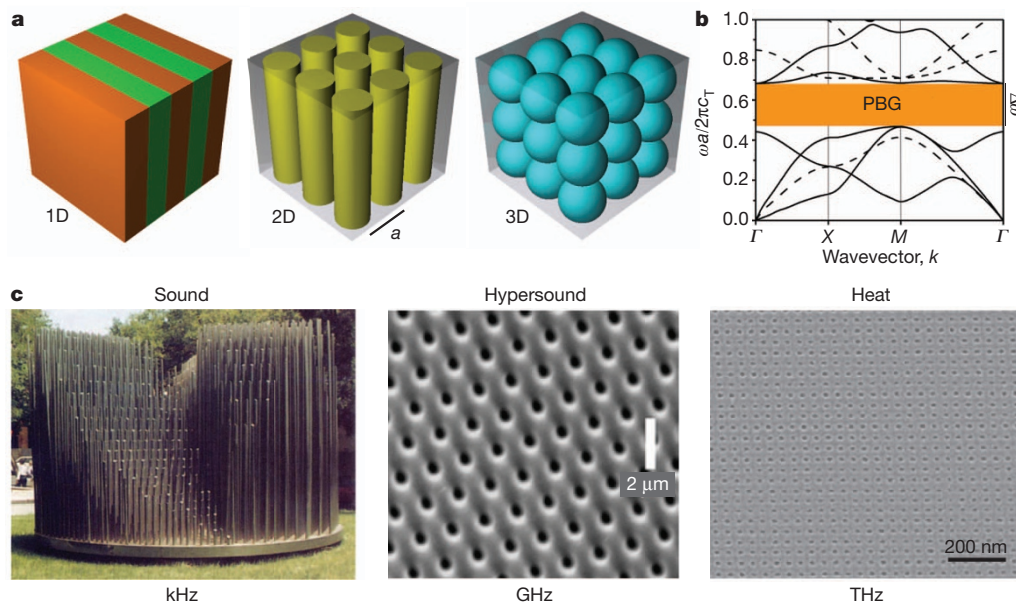 a
1D
2D
a
3D
b
ωa/2πc_T
1.0
0.8
0.6
0.4
0.2
0.0
PBG
Δω
Γ
X
M
Γ
Wavevector, k
c
Sound
Hypersound
Heat
2 μm
200 nm
kHz
GHz
THz